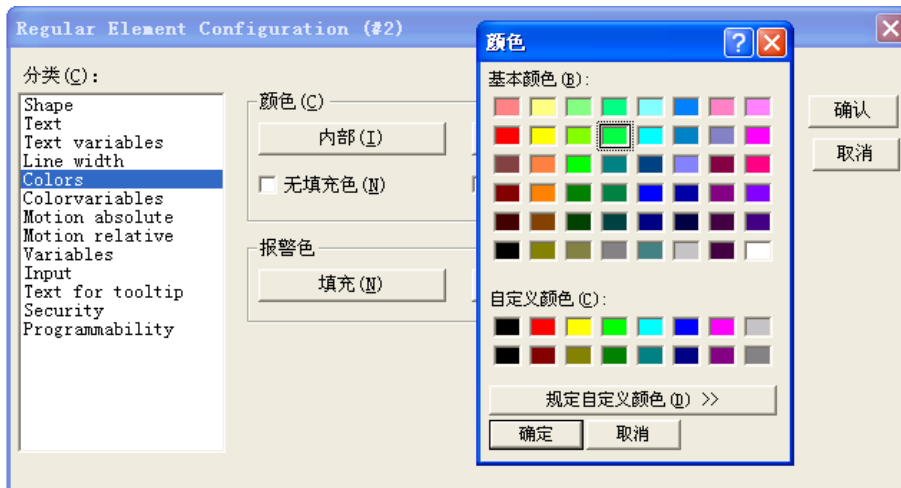 Regular Element Configuration (#2)
分类(C):
Shape
Text
Text variables
Line width
Colors
Colorvariables
Motion absolute
Motion relative
Variables
Input
Text for tooltip
Security
Programmability
颜色(C)
内部(I)
无填充色(N)
报警色
填充(N)
颜色
基本颜色(B):
自定义颜色(C):
规定自定义颜色(D) >>
确定
取消
确认
取消